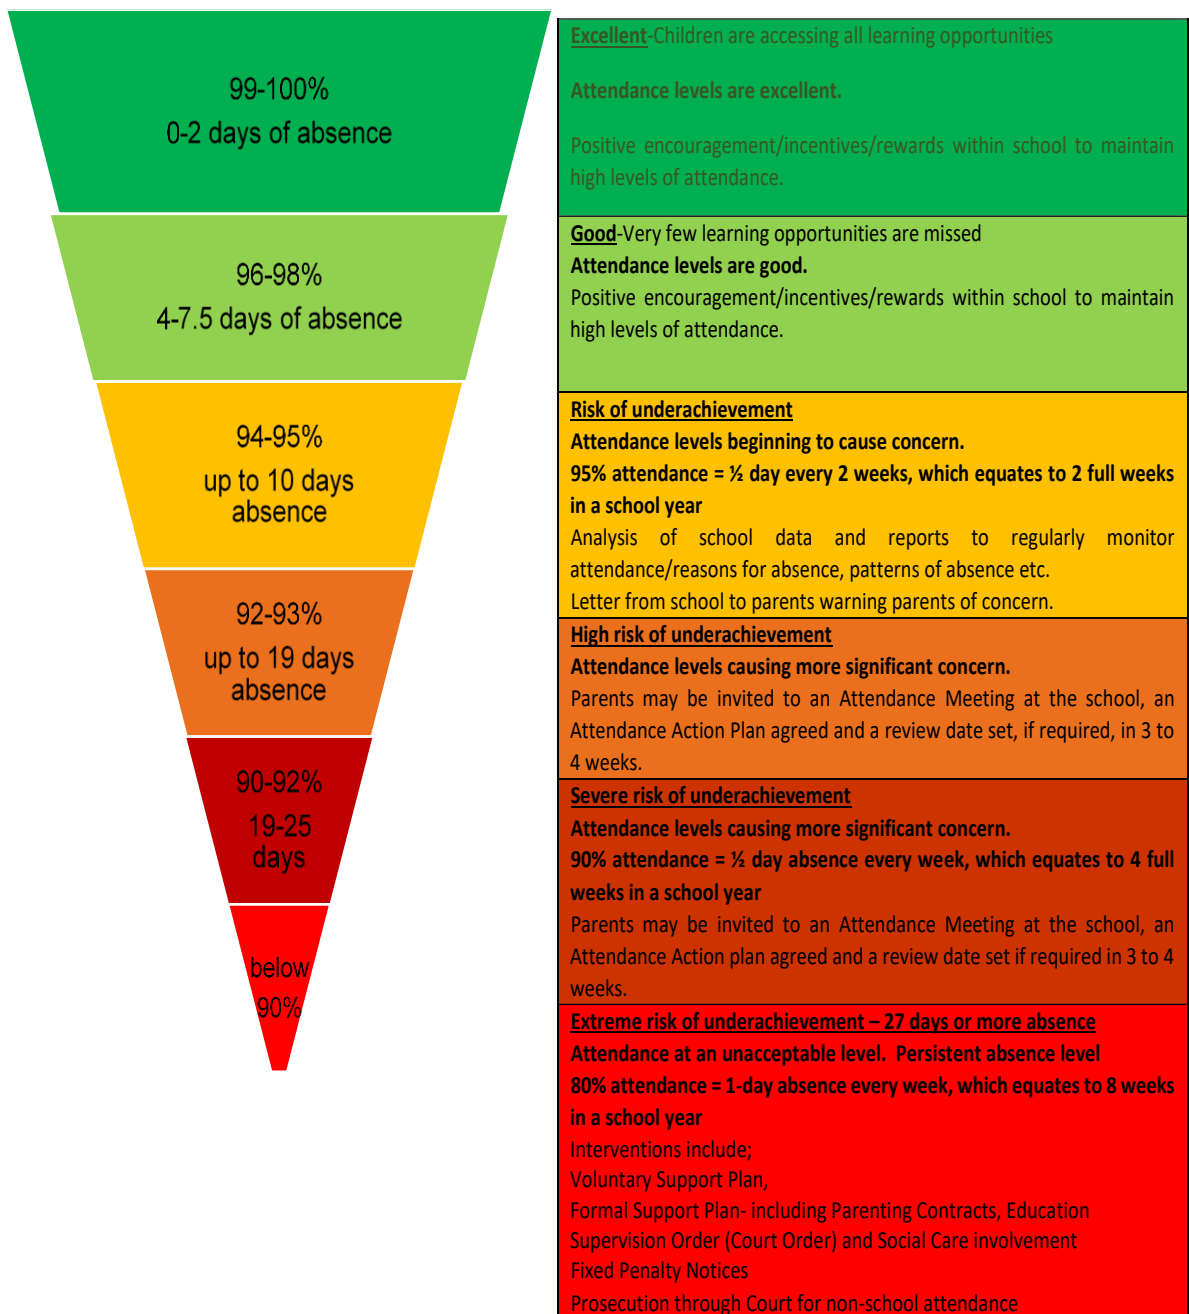 99-100%
0-2 days of absence
Excellent-Children are accessing all learning opportunities
Attendance levels are excellent.
Positive encouragement/incentives/rewards within school to maintain
high levels of attendance.
96-98%
4-7.5 days of absence
Good-Very few learning opportunities are missed
Attendance levels are good.
Positive encouragement/incentives/rewards within school to maintain
high levels of attendance.
94-95%
up to 10 days
absence
Risk of underachievement
Attendance levels beginning to cause concern.
95% attendance = ½ day every 2 weeks, which equates to 2 full weeks
in a school year
Analysis of school data and reports to regularly monitor
attendance/reasons for absence, patterns of absence etc.
Letter from school to parents warning parents of concern.
92-93%
up to 19 days
absence
High risk of underachievement
Attendance levels causing more significant concern.
Parents may be invited to an Attendance Meeting at the school, an
Attendance Action Plan agreed and a review date set, if required, in 3 to
4 weeks.
90-92%
19-25
days
Severe risk of underachievement
Attendance levels causing more significant concern.
90% attendance = ½ day absence every week, which equates to 4 full
weeks in a school year
Parents may be invited to an Attendance Meeting at the school, an
Attendance Action plan agreed and a review date set if required in 3 to 4
weeks.
below
90%
Extreme risk of underachievement – 27 days or more absence
Attendance at an unacceptable level.  Persistent absence level
80% attendance = 1-day absence every week, which equates to 8 weeks
in a school year
Interventions include;
Voluntary Support Plan,
Formal Support Plan- including Parenting Contracts, Education
Supervision Order (Court Order) and Social Care involvement
Fixed Penalty Notices
Prosecution through Court for non-school attendance